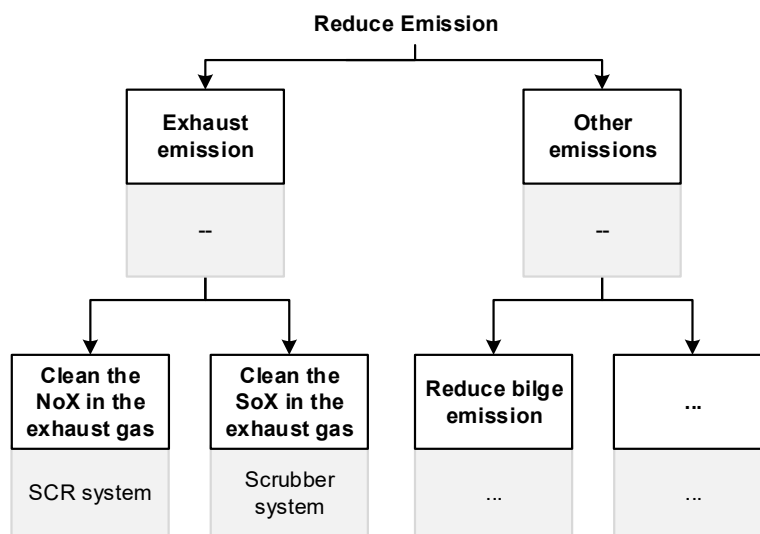 Reduce Emission
Exhaust
emission
Other
emissions
--
--
Clean the
NoX in the
exhaust gas
Clean the
SoX in the
exhaust gas
Reduce bilge
emission
...
SCR system
Scrubber
system
...
...